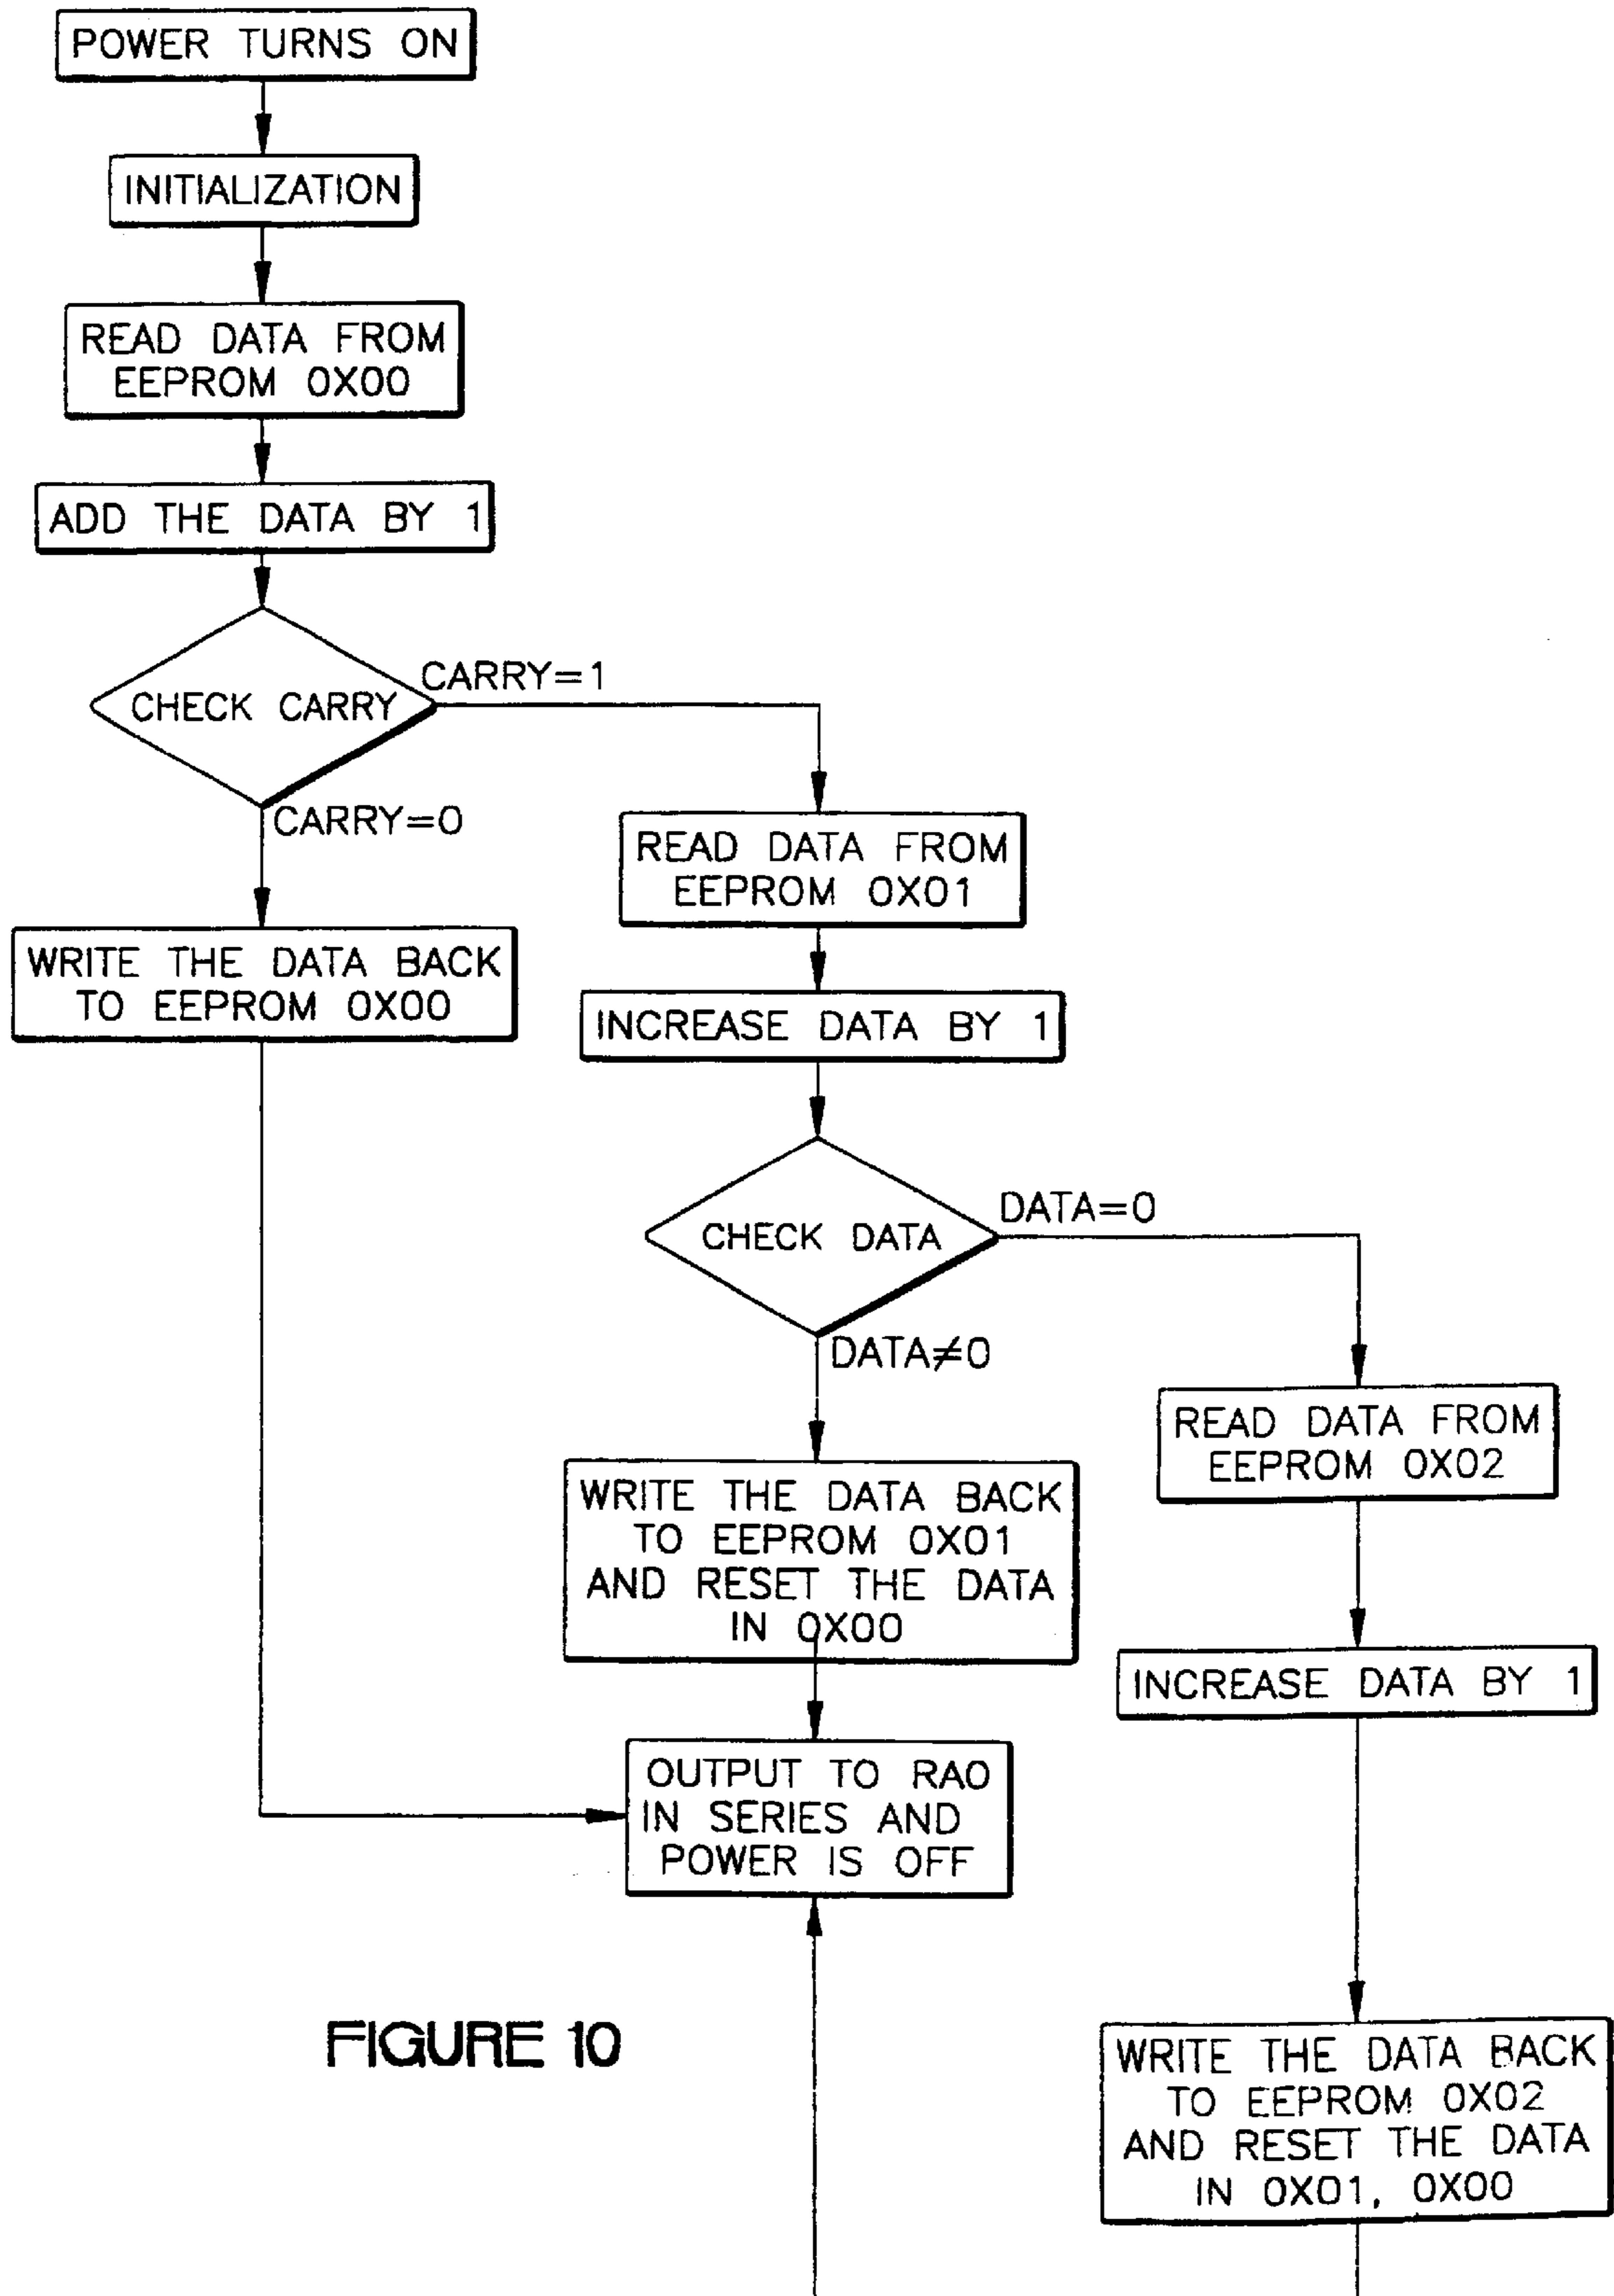 POWER TURNS ON
INITIALIZATION
READ DATA FROM
EEPROM 0X00
ADD THE DATA BY 1
CHECK CARRY
CARRY=1
CARRY=0
WRITE THE DATA BACK
TO EEPROM 0X00
READ DATA FROM
EEPROM 0X01
INCREASE DATA BY 1
CHECK DATA
DATA=0
DATA≠0
WRITE THE DATA BACK
TO EEPROM 0X01
AND RESET THE DATA
IN 0X00
READ DATA FROM
EEPROM 0X02
INCREASE DATA BY 1
OUTPUT TO RA0
IN SERIES AND
POWER IS OFF
WRITE THE DATA BACK
TO EEPROM 0X02
AND RESET THE DATA
IN 0X01, 0X00
FIGURE 10